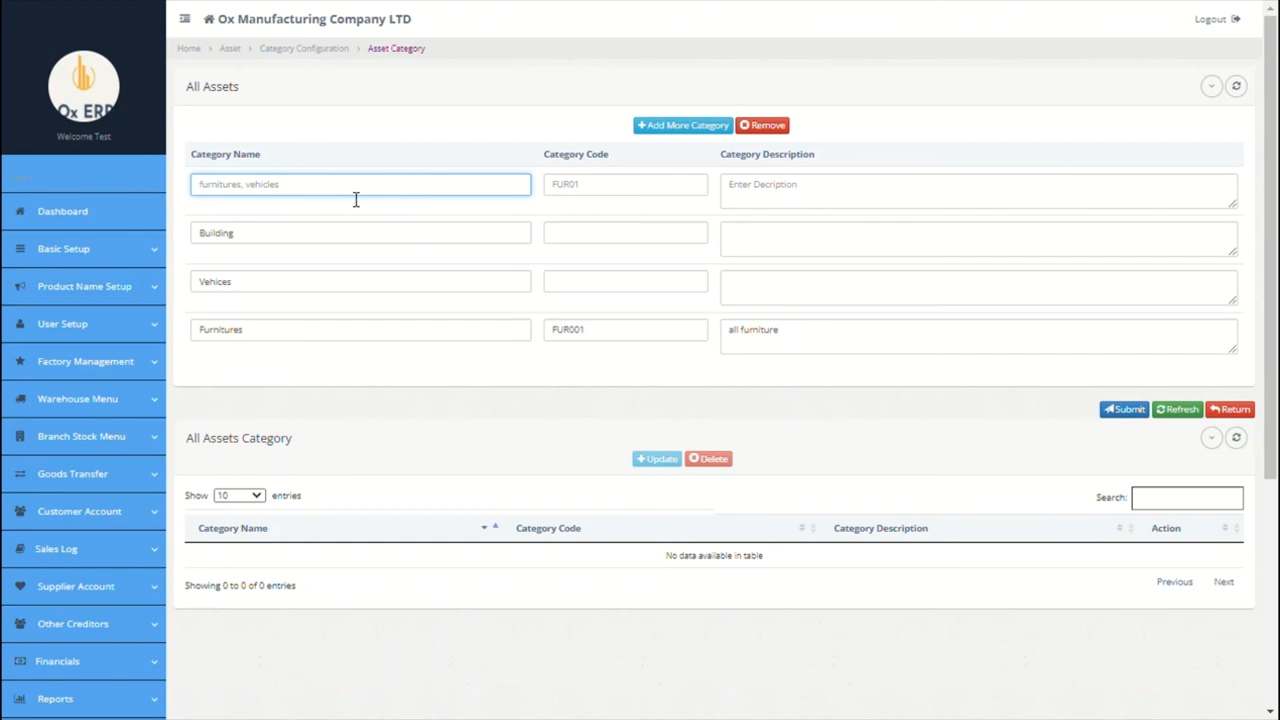 Ox Manufacturing Company LTD
Logout
Home > Asset > Category Configuration > Asset Category
Ox ERP
Welcome Test
Dashboard
Basic Setup
Product Name Setup
User Setup
Factory Management
Warehouse Menu
Branch Stock Menu
Goods Transfer
Customer Account
Sales Log
Supplier Account
Other Creditors
Financials
Reports
All Assets
Add More Category Remove
Category Name Category Code Category Description
furnitures, vehicles FUR01 Enter Decription
Building
Vehices
Furnitures FUR001 all furniture
Submit Refresh Return
All Assets Category
Update Delete
Show 10 entries Search:
Category Name Category Code Category Description Action
No data available in table
Showing 0 to 0 of 0 entries Previous Next